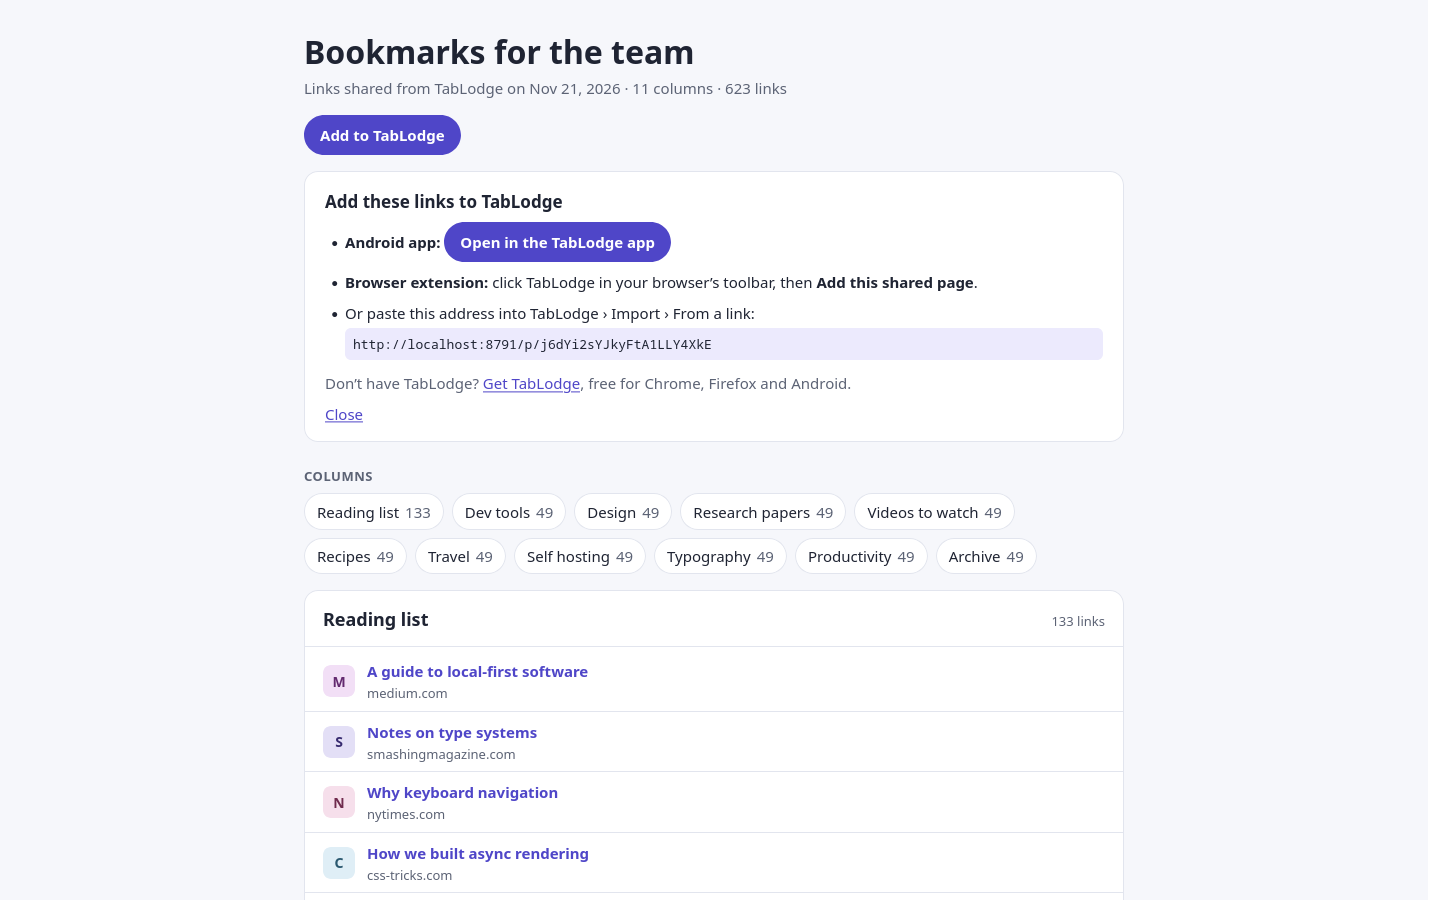 Bookmarks for the team
Links shared from TabLodge on Nov 21, 2026 · 11 columns · 623 links
Add to TabLodge
Add these links to TabLodge
• Android app: Open in the TabLodge app
• Browser extension: click TabLodge in your browser’s toolbar, then Add this shared page.
• Or paste this address into TabLodge › Import › From a link:
http://localhost:8791/p/j6dYi2sYJkyFtA1LLY4XkE
Don’t have TabLodge? Get TabLodge, free for Chrome, Firefox and Android.
Close
COLUMNS
Reading list 133 Dev tools 49 Design 49 Research papers 49 Videos to watch 49
Recipes 49 Travel 49 Self hosting 49 Typography 49 Productivity 49 Archive 49
Reading list 133 links
M A guide to local-first software
medium.com
S Notes on type systems
smashingmagazine.com
N Why keyboard navigation
nytimes.com
C How we built async rendering
css-tricks.com